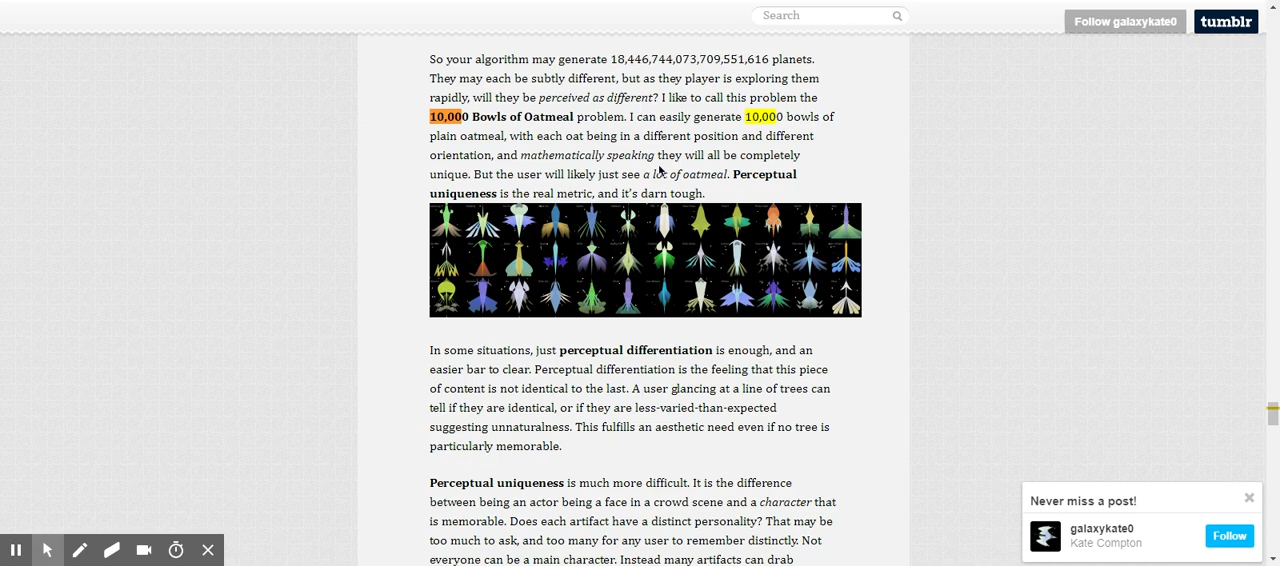 Search
Follow galaxykate0
tumblr
So your algorithm may generate 18,446,744,073,709,551,616 planets.
They may each be subtly different, but as they player is exploring them
rapidly, will they be perceived as different? I like to call this problem the
10,000 Bowls of Oatmeal problem. I can easily generate 10,000 bowls of
plain oatmeal, with each oat being in a different position and different
orientation, and mathematically speaking they will all be completely
unique. But the user will likely just see a lot of oatmeal. Perceptual
uniqueness is the real metric, and it's darn tough.
In some situations, just perceptual differentiation is enough, and an
easier bar to clear. Perceptual differentiation is the feeling that this piece
of content is not identical to the last. A user glancing at a line of trees can
tell if they are identical, or if they are less-varied-than-expected
suggesting unnaturalness. This fulfills an aesthetic need even if no tree is
particularly memorable.
Perceptual uniqueness is much more difficult. It is the difference
between being an actor being a face in a crowd scene and a character that
is memorable. Does each artifact have a distinct personality? That may be
too much to ask, and too many for any user to remember distinctly. Not
everyone can be a main character. Instead many artifacts can drab
Never miss a post!
galaxykate0
Kate Compton
Follow